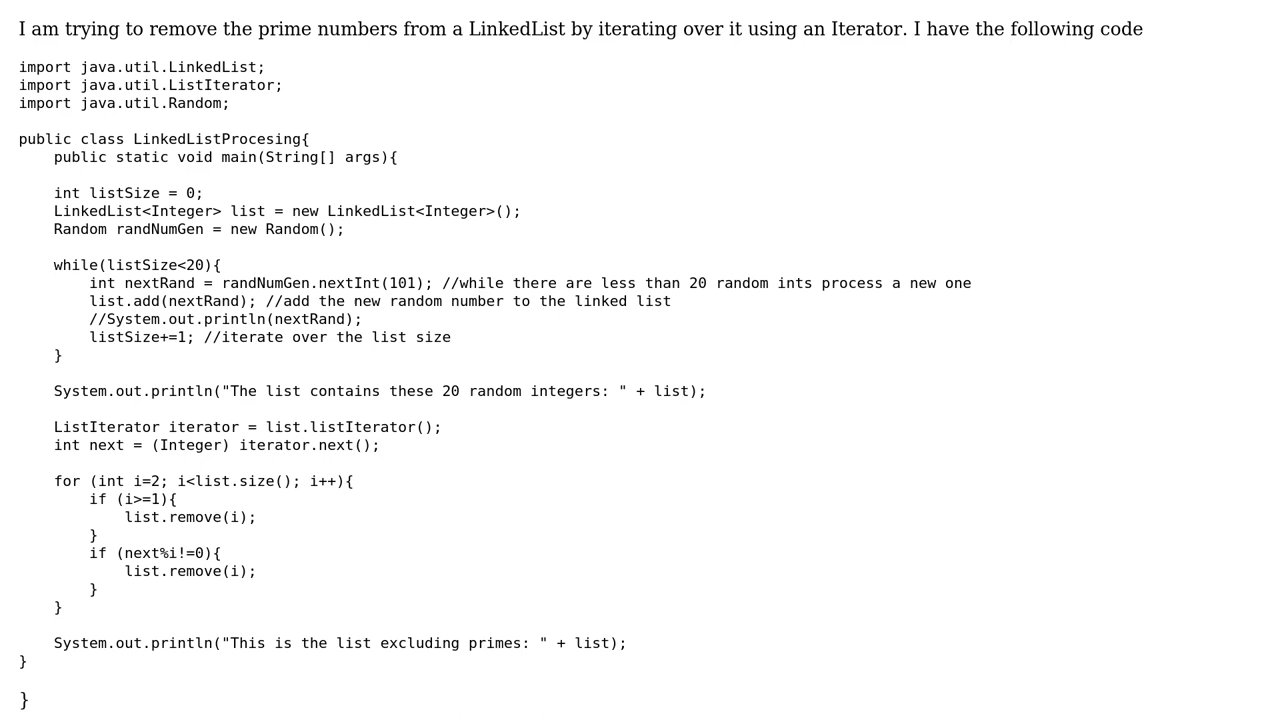 I am trying to remove the prime numbers from a LinkedList by iterating over it using an Iterator. I have the following code
import java.util.LinkedList;
import java.util.ListIterator;
import java.util.Random;
public class LinkedListProcesing{
    public static void main(String[] args){
    int listSize = 0;
    LinkedList<Integer> list = new LinkedList<Integer>();
    Random randNumGen = new Random();
    while(listSize<20){
        int nextRand = randNumGen.nextInt(101); //while there are less than 20 random ints process a new one
        list.add(nextRand); //add the new random number to the linked list
        //System.out.println(nextRand);
        listSize+=1; //iterate over the list size
    }
    System.out.println("The list contains these 20 random integers: " + list);
    ListIterator iterator = list.listIterator();
    int next = (Integer) iterator.next();
    for (int i=2; i<list.size(); i++){
        if (i>=1){
            list.remove(i);
        }
        if (next%i!=0){
            list.remove(i);
        }
    }
    System.out.println("This is the list excluding primes: " + list);
}
}